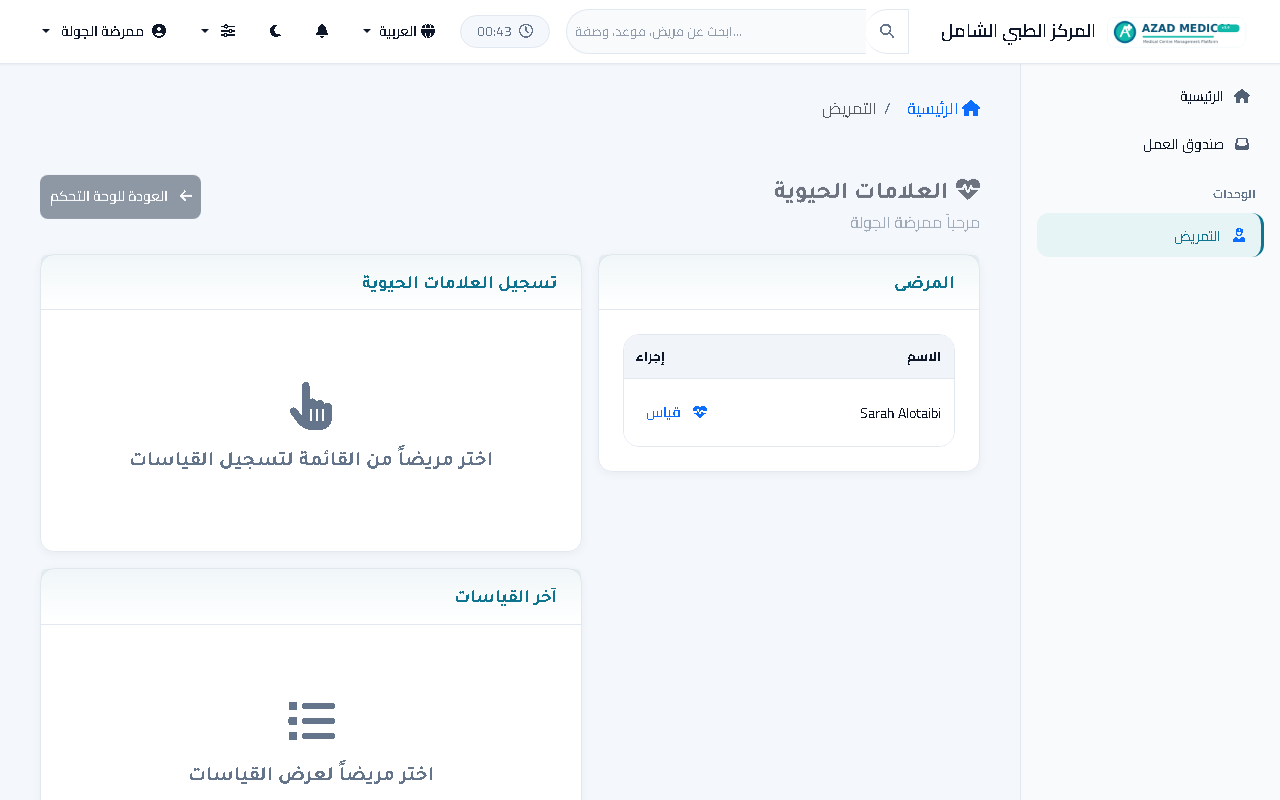 AZAD MEDIC
Medical Centre Management Platform
المركز الطبي الشامل
ابحث عن مريض، موعد، وصفة...
00:43
العربية
ممرضة الجولة
الرئيسية
صندوق العمل
الوحدات
التمريض
الرئيسية / التمريض
العلامات الحيوية
مرحباً ممرضة الجولة
العودة للوحة التحكم
المرضى
الاسم إجراء
Sarah Alotaibi قياس
تسجيل العلامات الحيوية
اختر مريضاً من القائمة لتسجيل القياسات
آخر القياسات
اختر مريضاً لعرض القياسات